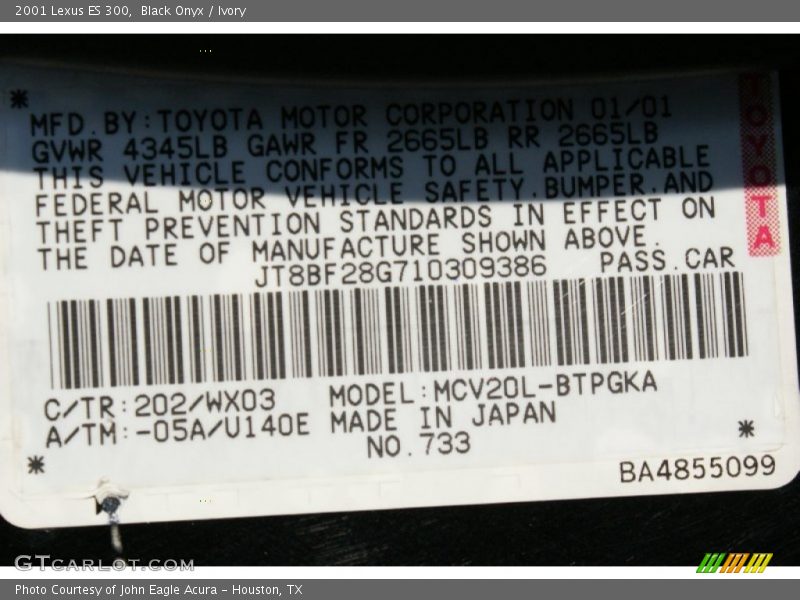 2001 Lexus ES 300, Black Onyx / Ivory
MFD.BY:TOYOTA MOTOR CORPORATION 01/01
GVWR 4345LB GAWR FR 2665LB RR 2665LB
THIS VEHICLE CONFORMS TO ALL APPLICABLE
FEDERAL MOTOR VEHICLE SAFETY,BUMPER,AND
THEFT PREVENTION STANDARDS IN EFFECT ON
THE DATE OF MANUFACTURE SHOWN ABOVE.
JT8BF28G710309386 PASS.CAR
TOYOTA
C/TR:202/WX03 MODEL:MCV20L-BTPGKA
A/TM:-05A/U140E MADE IN JAPAN
NO.733
BA4855099
GTCARLOT.COM
Photo Courtesy of John Eagle Acura - Houston, TX